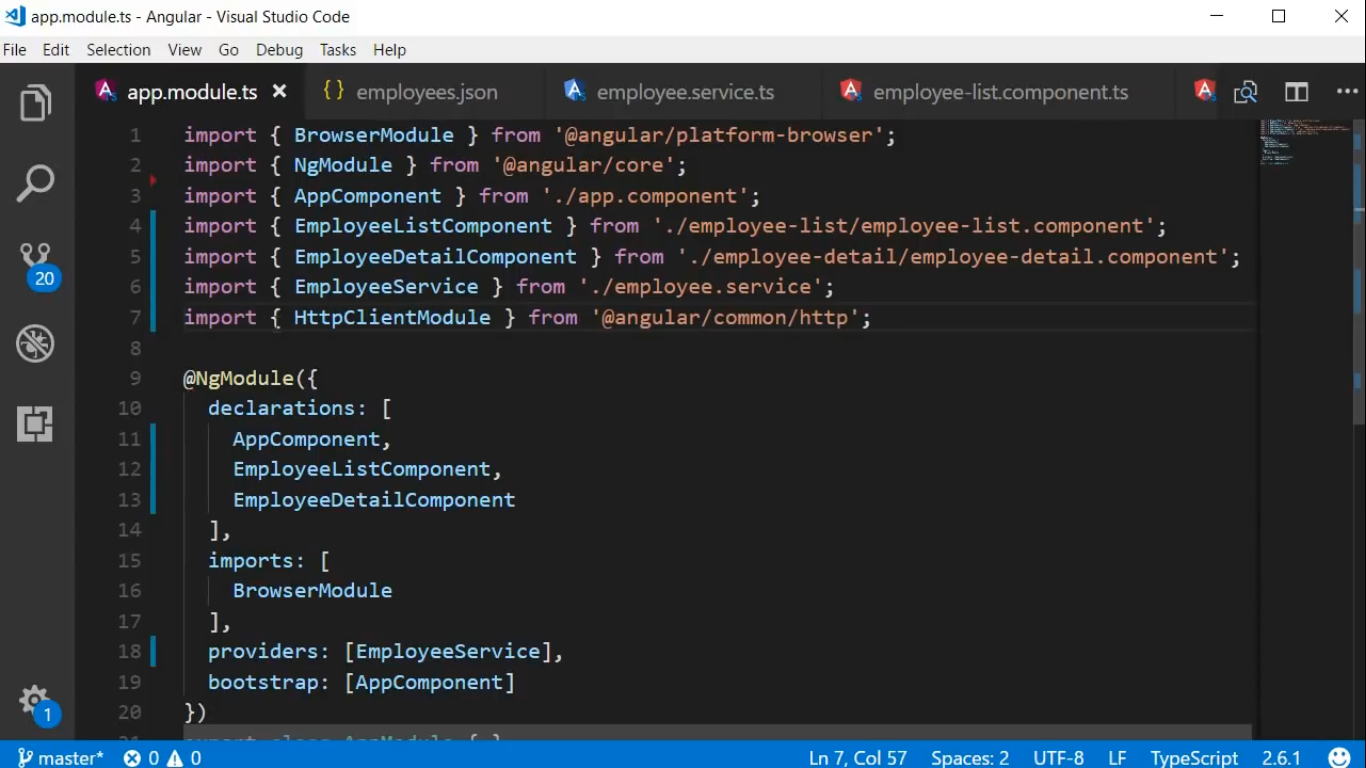 app.module.ts - Angular - Visual Studio Code
File Edit Selection View Go Debug Tasks Help
app.module.ts employees.json employee.service.ts employee-list.component.ts
1 import { BrowserModule } from '@angular/platform-browser';
2 import { NgModule } from '@angular/core';
3 import { AppComponent } from './app.component';
4 import { EmployeeListComponent } from './employee-list/employee-list.component';
5 import { EmployeeDetailComponent } from './employee-detail/employee-detail.component';
6 import { EmployeeService } from './employee.service';
7 import { HttpClientModule } from '@angular/common/http';
8
9 @NgModule({
10 declarations: [
11 AppComponent,
12 EmployeeListComponent,
13 EmployeeDetailComponent
14 ],
15 imports: [
16 BrowserModule
17 ],
18 providers: [EmployeeService],
19 bootstrap: [AppComponent]
20 })
21 export class AppModule { }
20
1
master* 0 0 Ln 7, Col 57 Spaces: 2 UTF-8 LF TypeScript 2.6.1